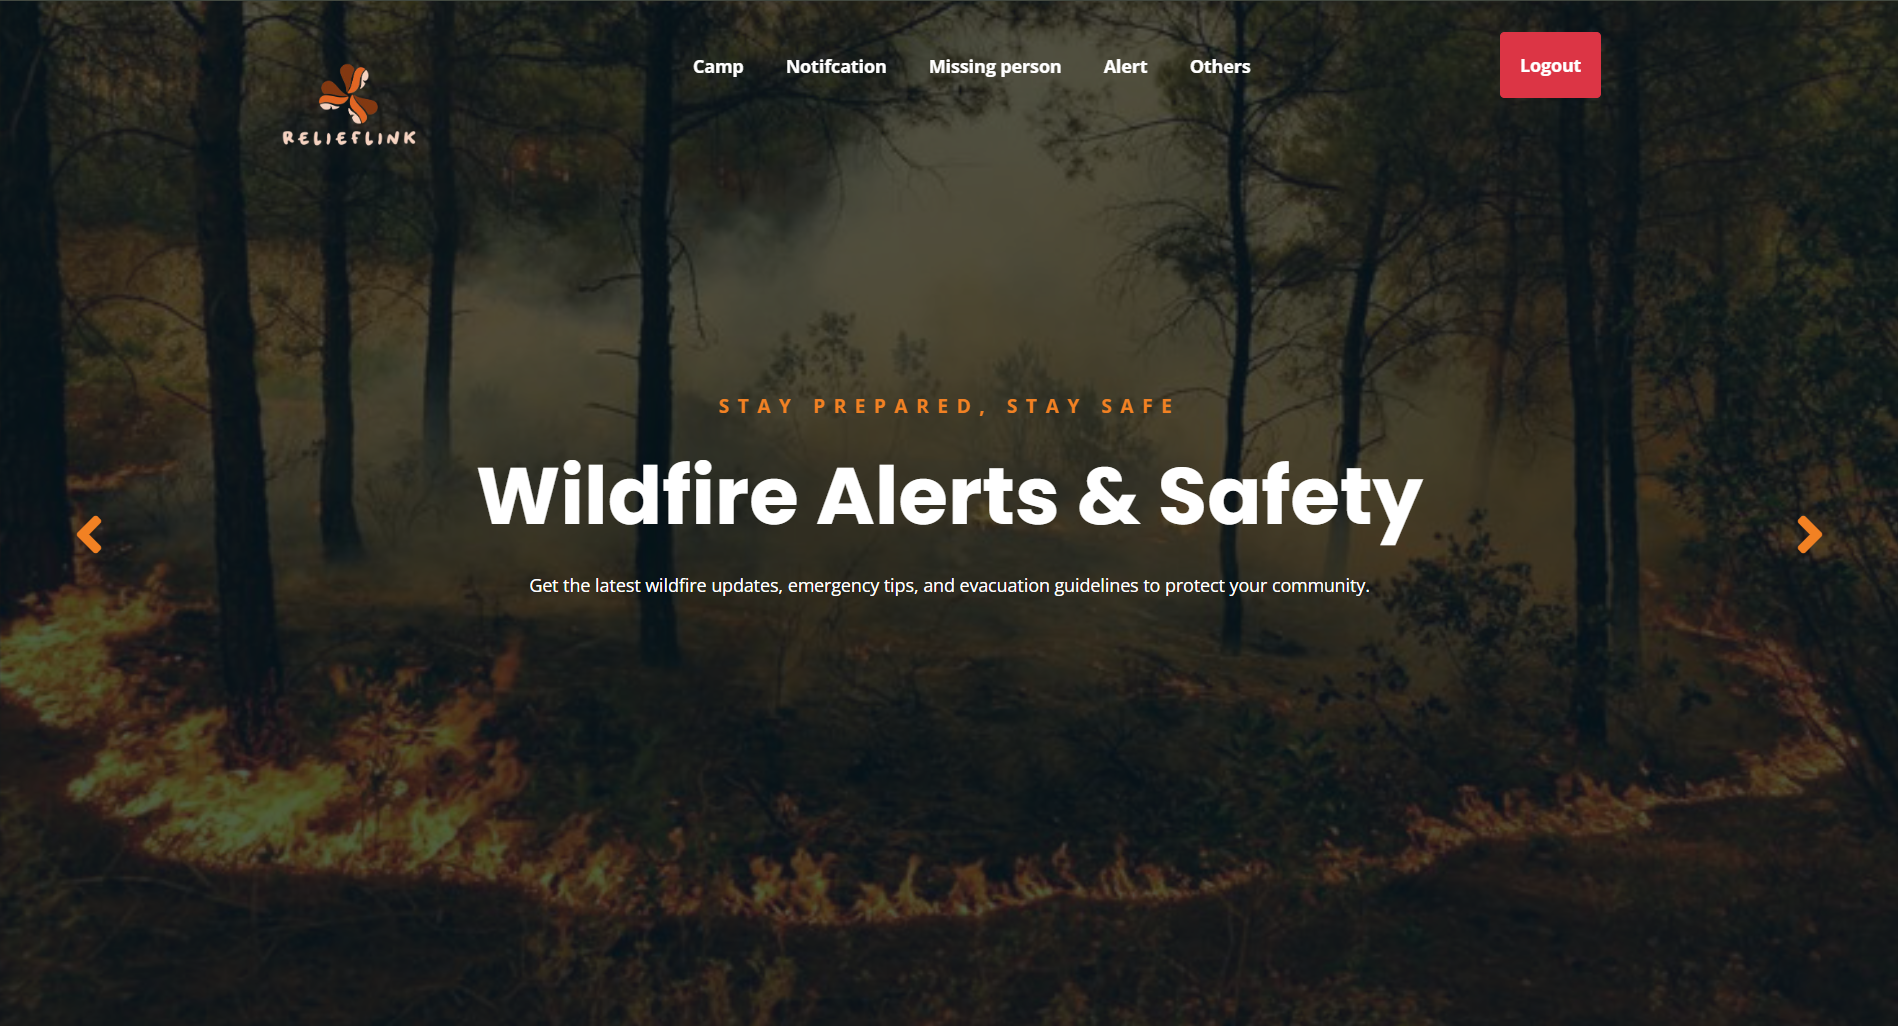 Camp Notifcation Missing person Alert Others Logout
RELIEFLINK
STAY PREPARED, STAY SAFE
Wildfire Alerts & Safety
Get the latest wildfire updates, emergency tips, and evacuation guidelines to protect your community.